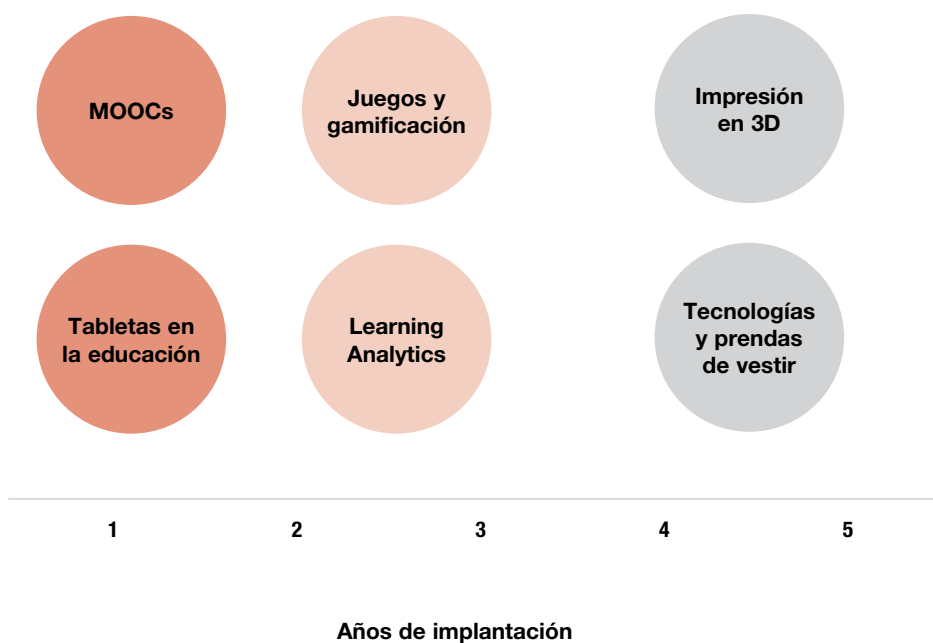 MOOCs
Juegos y
gamificación
Impresión
en 3D
Tabletas en
la educación
Learning
Analytics
Tecnologías
y prendas
de vestir
1 2 3 4 5
Años de implantación